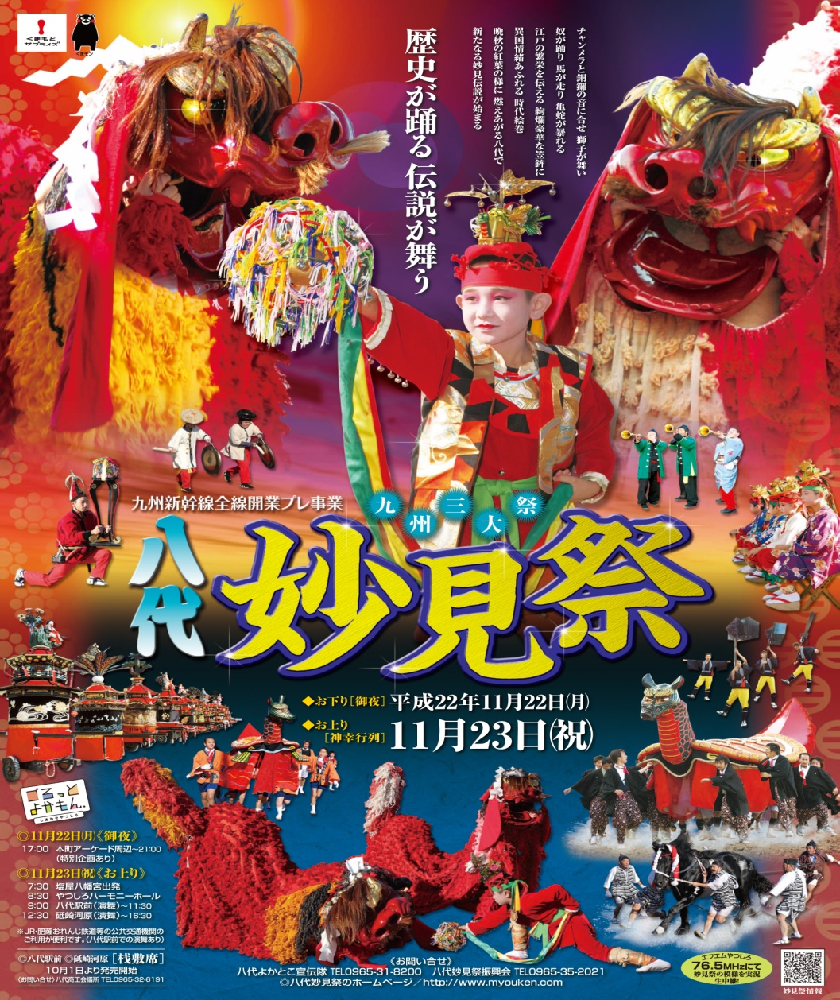 くまもと
サプライズ
くまモン
歴史が踊る 伝説が舞う
チャンメラと銅鑼の音に合せ 獅子が舞い
奴が踊り 馬が走り 亀蛇が暴れる
江戸の繁栄を伝える 絢爛豪華な笠鉾に
異国情緒あふれる 時代絵巻
晩秋の紅葉の様に 燃えあがる八代で
新たなる妙見伝説が始まる
九州新幹線全線開業プレ事業
九州三大祭
八代
妙見祭
◆お下り[御夜] 平成22年11月22日(月)
◆お上り[神幸行列] 11月23日(祝)
ごろっと
よかもん.
しあわせやつしろ
◎11月22日(月)《御夜》
17:00 本町アーケード周辺~21:00
(特別企画あり)
◎11月23日(祝)《お上り》
7:30 塩屋八幡宮出発
8:30 やつしろハーモニーホール
9:00 八代駅前(演舞)~11:30
12:30 砥崎河原(演舞)~16:30
※JR・肥薩おれんじ鉄道等の公共交通機関の
ご利用が便利です。(八代駅前での演舞あり)
◎八代駅前 ◎砥崎河原 [桟敷席]
10月1日より発売開始
《お問い合せ》八代商工会議所 TEL0965-32-6191
《お問い合せ》
八代よかとこ宣伝隊 TEL0965-31-8200 八代妙見祭振興会 TEL0965-35-2021
◎八代妙見祭のホームページ/http://www.myouken.com
エフエムやつしろ
76.5MHzにて
妙見祭の模様を実況
生中継!
妙見祭情報